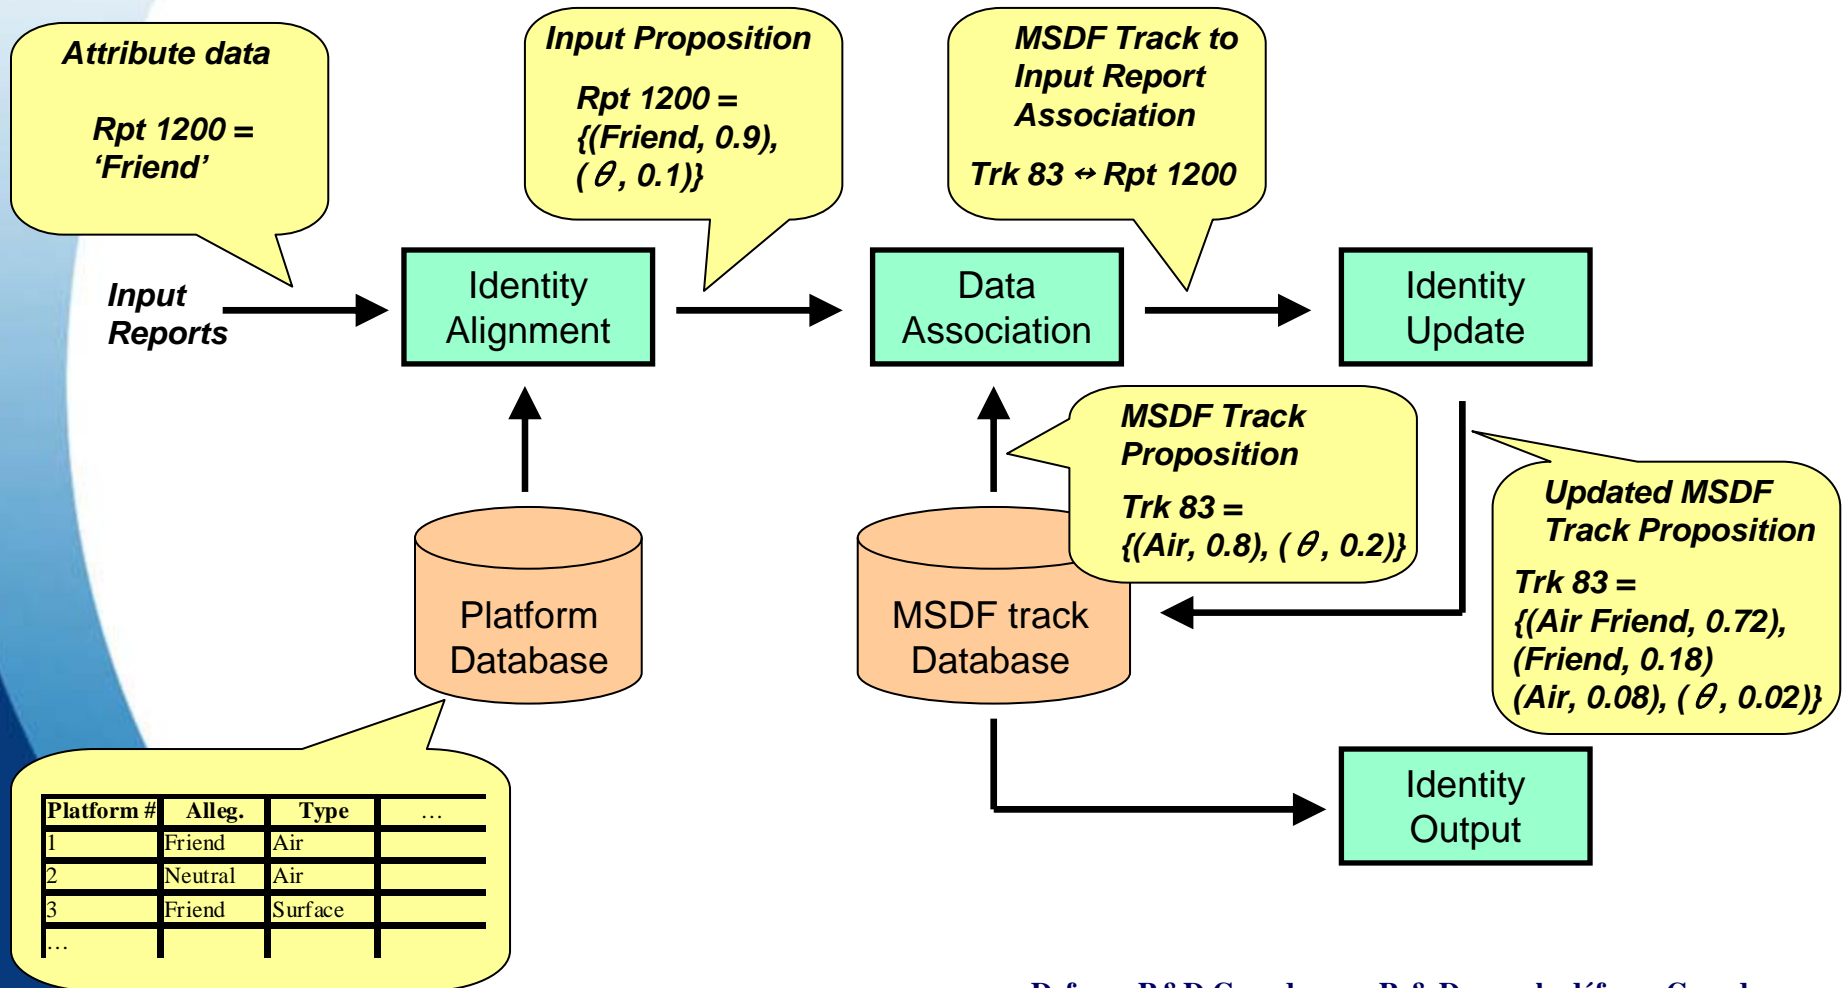 Attribute data
Rpt 1200 =
‘Friend’
Input Proposition
Rpt 1200 =
{(Friend, 0.9),
( θ , 0.1)}
MSDF Track to
Input Report
Association
Trk 83 ↔ Rpt 1200
Input
Reports
Identity
Alignment
Data
Association
Identity
Update
MSDF Track
Proposition
Trk 83 =
{(Air, 0.8), ( θ , 0.2)}
Updated MSDF
Track Proposition
Trk 83 =
{(Air Friend, 0.72),
(Friend, 0.18)
(Air, 0.08), ( θ , 0.02)}
Platform
Database
MSDF track
Database
Identity
Output
Platform # Alleg. Type …
1 Friend Air
2 Neutral Air
3 Friend Surface
…